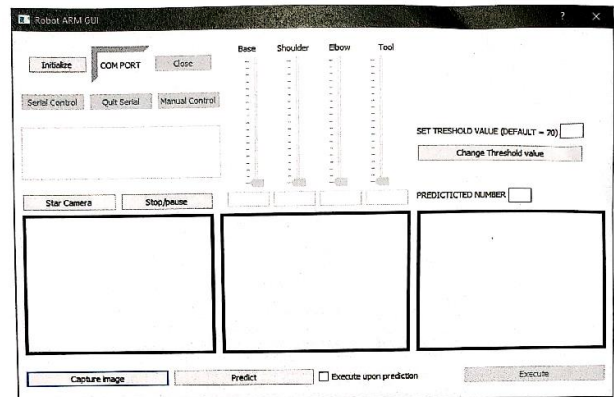 Robot ARM GUI ? ×
Base Shoulder Elbow Tool
Initialize COM PORT Close
Serial Control Quit Serial Manual Control
SET TRESHOLD VALUE (DEFAULT = 70)
Change Threshold value
Star Camera Stop/pause PREDICTICTED NUMBER
Capture image Predict Execute upon prediction Execute